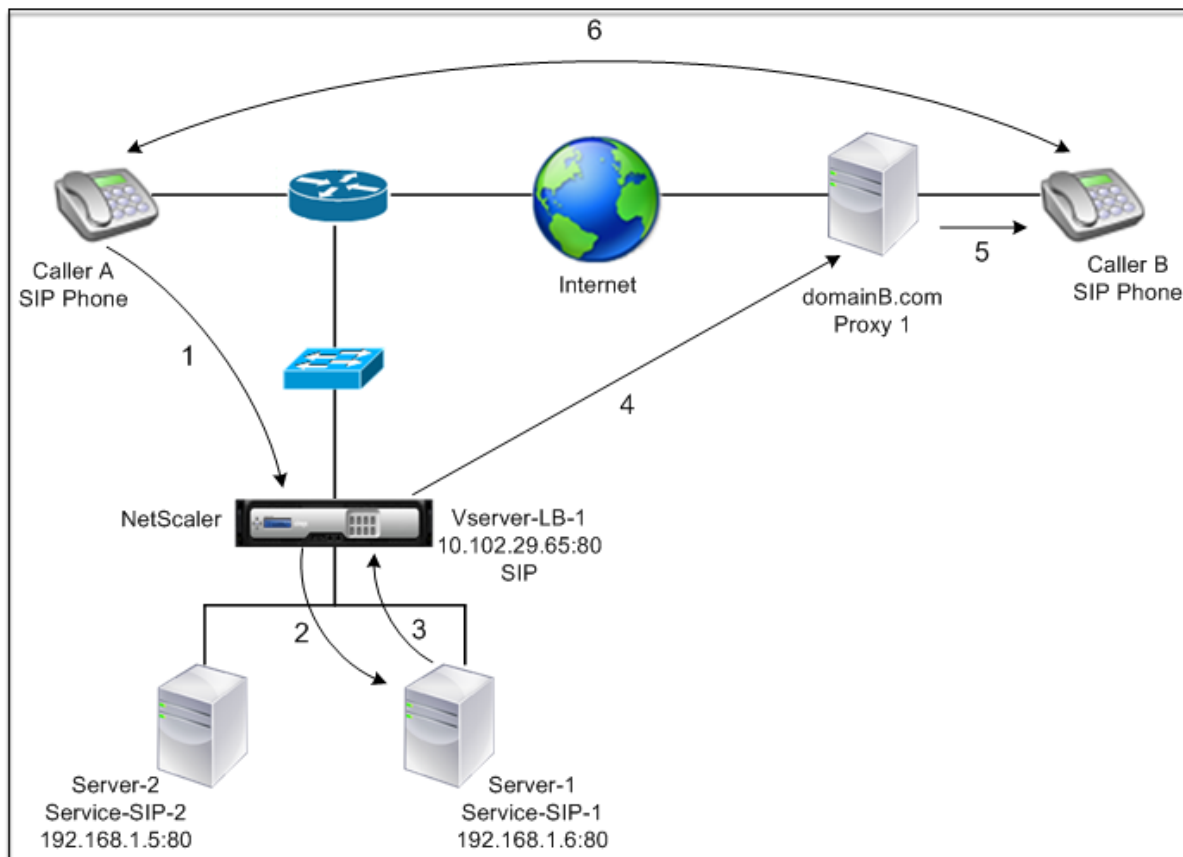 6
Caller A
SIP Phone
Internet
domainB.com
Proxy 1
5
Caller B
SIP Phone
1
4
NetScaler
Vserver-LB-1
10.102.29.65:80
SIP
2
3
Server-2
Service-SIP-2
192.168.1.5:80
Server-1
Service-SIP-1
192.168.1.6:80